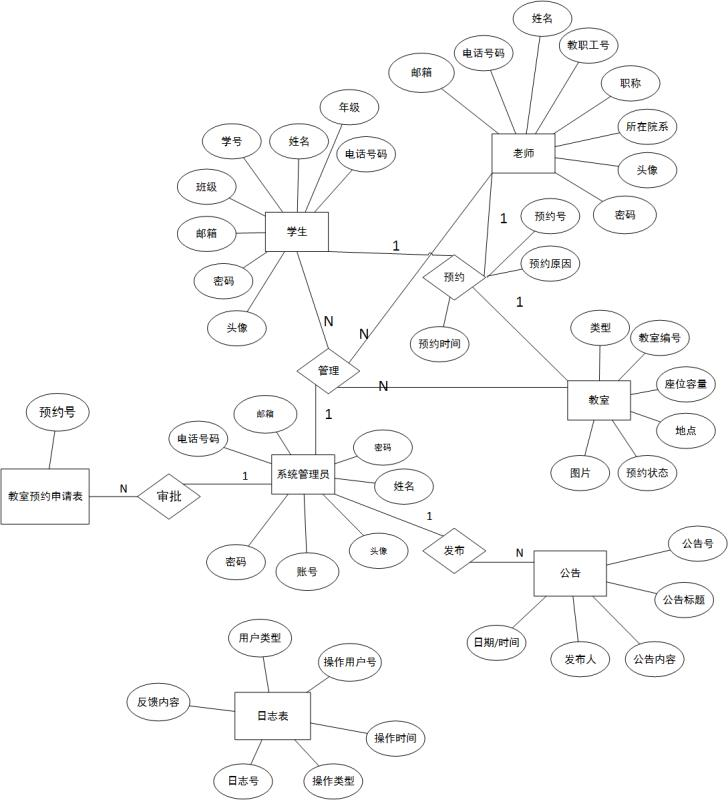 姓名
教职工号
电话号码
邮箱
职称
年级
所在院系
学号
姓名
电话号码
老师
头像
班级
密码
1
预约号
邮箱
学生
1
预约原因
密码
预约
1
头像
N
N
预约时间
类型
教室编号
管理
N
座位容量
教室
预约号
邮箱
1
地点
电话号码
密码
图片
预约状态
教室预约申请表
N
审批
1
系统管理员
姓名
1
密码
账号
头像
发布
N
公告号
公告
公告标题
用户类型
日期/时间
发布人
公告内容
操作用户号
反馈内容
日志表
操作时间
日志号
操作类型